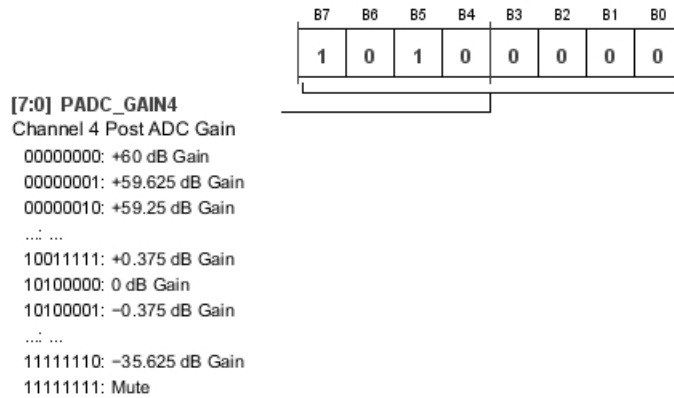 B7 B6 B5 B4 B3 B2 B1 B0
1 0 1 0 0 0 0 0
[7:0] PADC_GAIN4
Channel 4 Post ADC Gain
00000000: +60 dB Gain
00000001: +59.625 dB Gain
00000010: +59.25 dB Gain
...: ...
10011111: +0.375 dB Gain
10100000: 0 dB Gain
10100001: −0.375 dB Gain
...: ...
11111110: −35.625 dB Gain
11111111: Mute